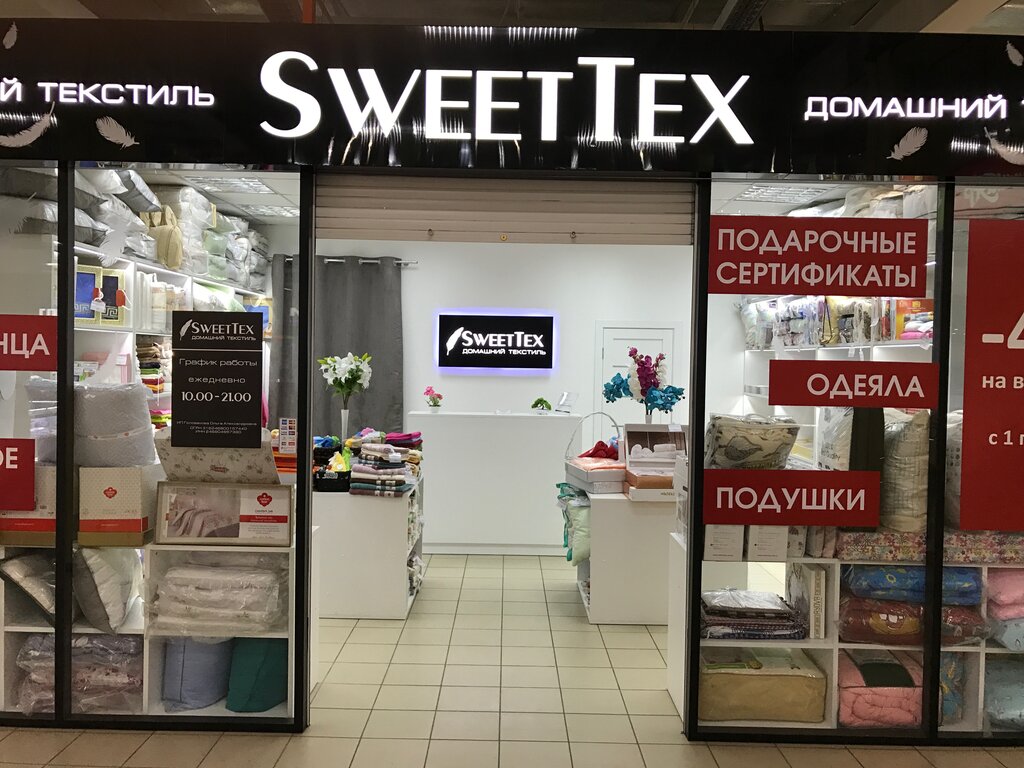 Й ТЕКСТИЛЬ
SWEETTEX
ДОМАШНИЙ
ПОДАРОЧНЫЕ
СЕРТИФИКАТЫ
НЦА
SWEETTEX
ДОМАШНИЙ ТЕКСТИЛЬ
График работы
ежедневно
10.00 - 21.00
SWEETTEX
ДОМАШНИЙ ТЕКСТИЛЬ
ОДЕЯЛА
на в
с 1
ОЕ
ПОДУШКИ